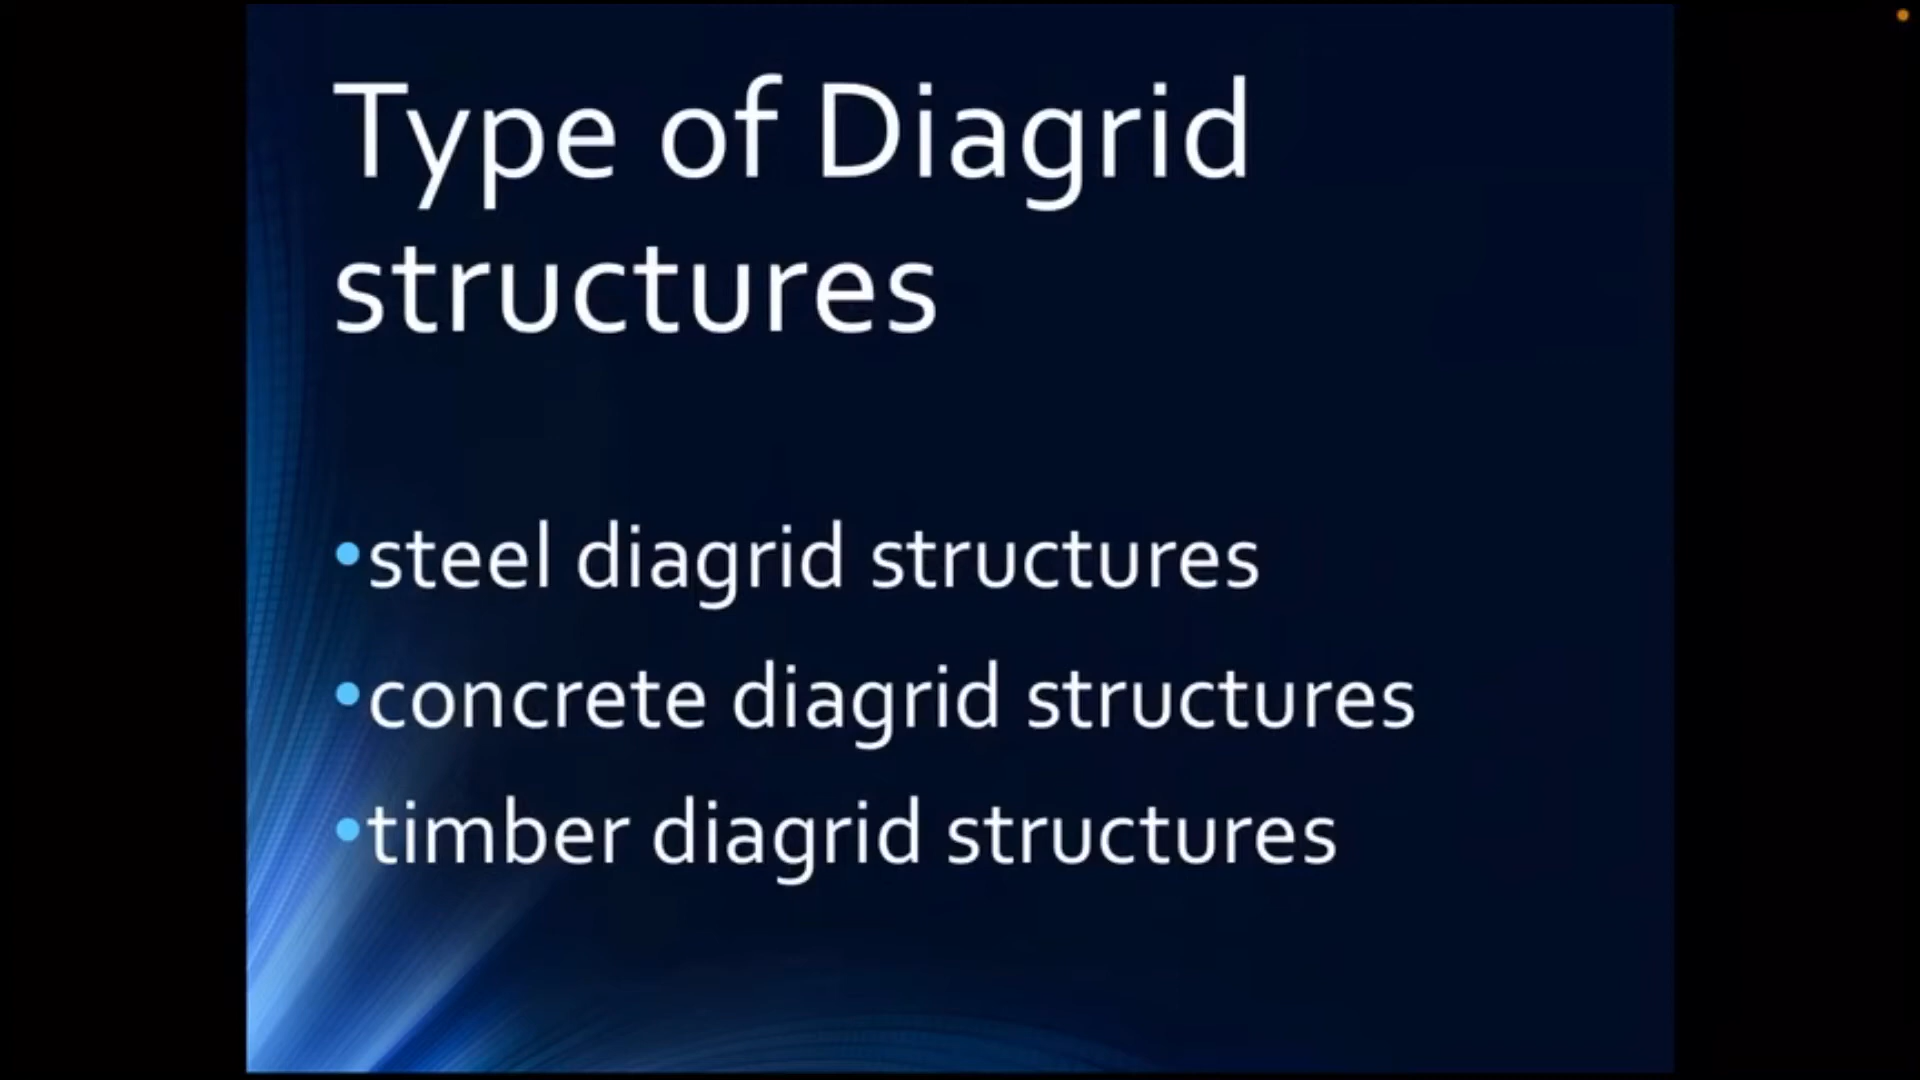 Type of Diagrid
structures
•steel diagrid structures
•concrete diagrid structures
•timber diagrid structures